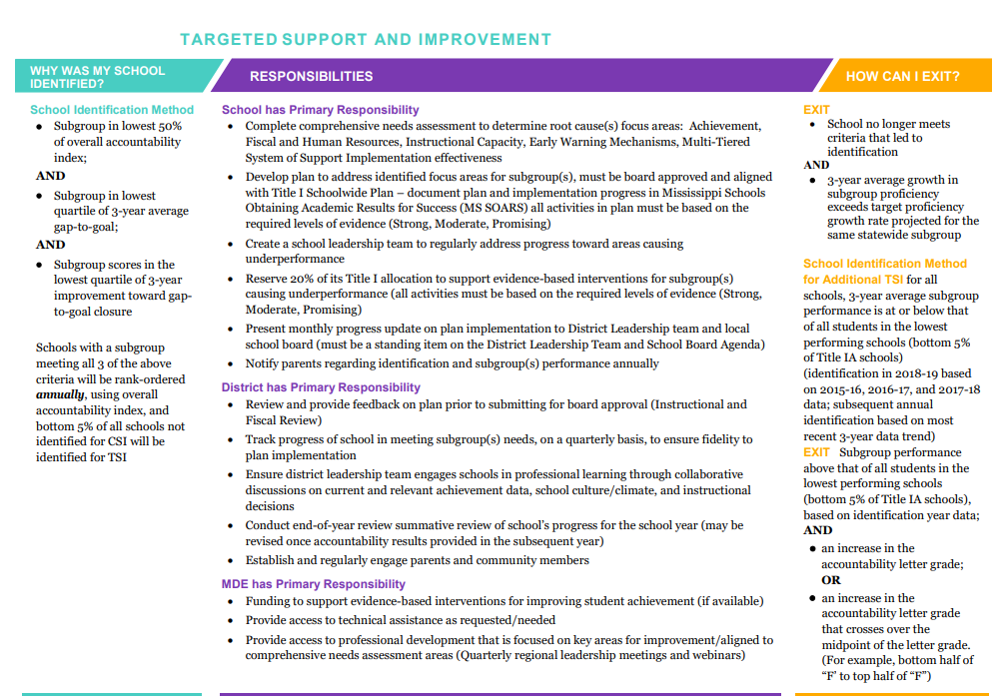 TARGETED SUPPORT AND IMPROVEMENT
WHY WAS MY SCHOOL
IDENTIFIED?
School Identification Method
• Subgroup in lowest 50%
of overall accountability
index;
AND
• Subgroup in lowest
quartile of 3-year average
gap-to-goal;
AND
• Subgroup scores in the
lowest quartile of 3-year
improvement toward gap-
to-goal closure
Schools with a subgroup
meeting all 3 of the above
criteria will be rank-ordered
annually, using overall
accountability index, and
bottom 5% of all schools not
identified for CSI will be
identified for TSI
RESPONSIBILITIES
School has Primary Responsibility
• Complete comprehensive needs assessment to determine root cause(s) focus areas: Achievement,
Fiscal and Human Resources, Instructional Capacity, Early Warning Mechanisms, Multi-Tiered
System of Support Implementation effectiveness
• Develop plan to address identified focus areas for subgroup(s), must be board approved and aligned
with Title I Schoolwide Plan – document plan and implementation progress in Mississippi Schools
Obtaining Academic Results for Success (MS SOARS) all activities in plan must be based on the
required levels of evidence (Strong, Moderate, Promising)
• Create a school leadership team to regularly address progress toward areas causing
underperformance
• Reserve 20% of its Title I allocation to support evidence-based interventions for subgroup(s)
causing underperformance (all activities must be based on the required levels of evidence (Strong,
Moderate, Promising)
• Present monthly progress update on plan implementation to District Leadership team and local
school board (must be a standing item on the District Leadership Team and School Board Agenda)
• Notify parents regarding identification and subgroup(s) performance annually
District has Primary Responsibility
• Review and provide feedback on plan prior to submitting for board approval (Instructional and
Fiscal Review)
• Track progress of school in meeting subgroup(s) needs, on a quarterly basis, to ensure fidelity to
plan implementation
• Ensure district leadership team engages schools in professional learning through collaborative
discussions on current and relevant achievement data, school culture/climate, and instructional
decisions
• Conduct end-of-year review summative review of school’s progress for the school year (may be
revised once accountability results provided in the subsequent year)
• Establish and regularly engage parents and community members
MDE has Primary Responsibility
• Funding to support evidence-based interventions for improving student achievement (if available)
• Provide access to technical assistance as requested/needed
• Provide access to professional development that is focused on key areas for improvement/aligned to
comprehensive needs assessment areas (Quarterly regional leadership meetings and webinars)
HOW CAN I EXIT?
EXIT
• School no longer meets
criteria that led to
identification
AND
• 3-year average growth in
subgroup proficiency
exceeds target proficiency
growth rate projected for the
same statewide subgroup
School Identification Method
for Additional TSI for all
schools, 3-year average subgroup
performance is at or below that
of all students in the lowest
performing schools (bottom 5%
of Title IA schools)
(identification in 2018-19 based
on 2015-16, 2016-17, and 2017-18
data; subsequent annual
identification based on most
recent 3-year data trend)
EXIT Subgroup performance
above that of all students in the
lowest performing schools
(bottom 5% of Title IA schools),
based on identification year data;
AND
• an increase in the
accountability letter grade;
OR
• an increase in the
accountability letter grade
that crosses over the
midpoint of the letter grade.
(For example, bottom half of
“F’ to top half of “F”)